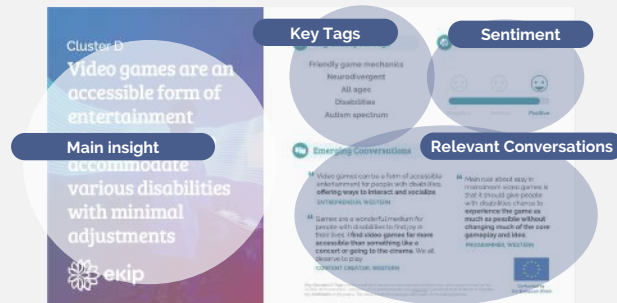 Cluster D
Video games are an
accessible form of
entertainment
Main insight
accommodate
various disabilities
with minimal
adjustments
ekip
Key Tags
Friendly game mechanics
Neurodivergent
All ages
Disabilities
Autism spectrum
Sentiment
Positive
Relevant Conversations
Emerging Conversations
Video games can be a form of accessible
entertainment for people with disabilities,
offering ways to interact and socialize.
ENTREPRENEUR, WESTERN
Games are a wonderful medium for
people with disabilities to find joy in
their lives. I find video games far more
accessible than something like a
concert or going to the cinema. We all
deserve to play
CONTENT CREATOR, WESTERN
Main rule about easy in
mainstream video games is
that it should give people
with disabilities chance to
experience the game as
much as possible without
changing much of the core
gameplay and idea.
PROGRAMMER, WESTERN
Co-funded by
the European Union